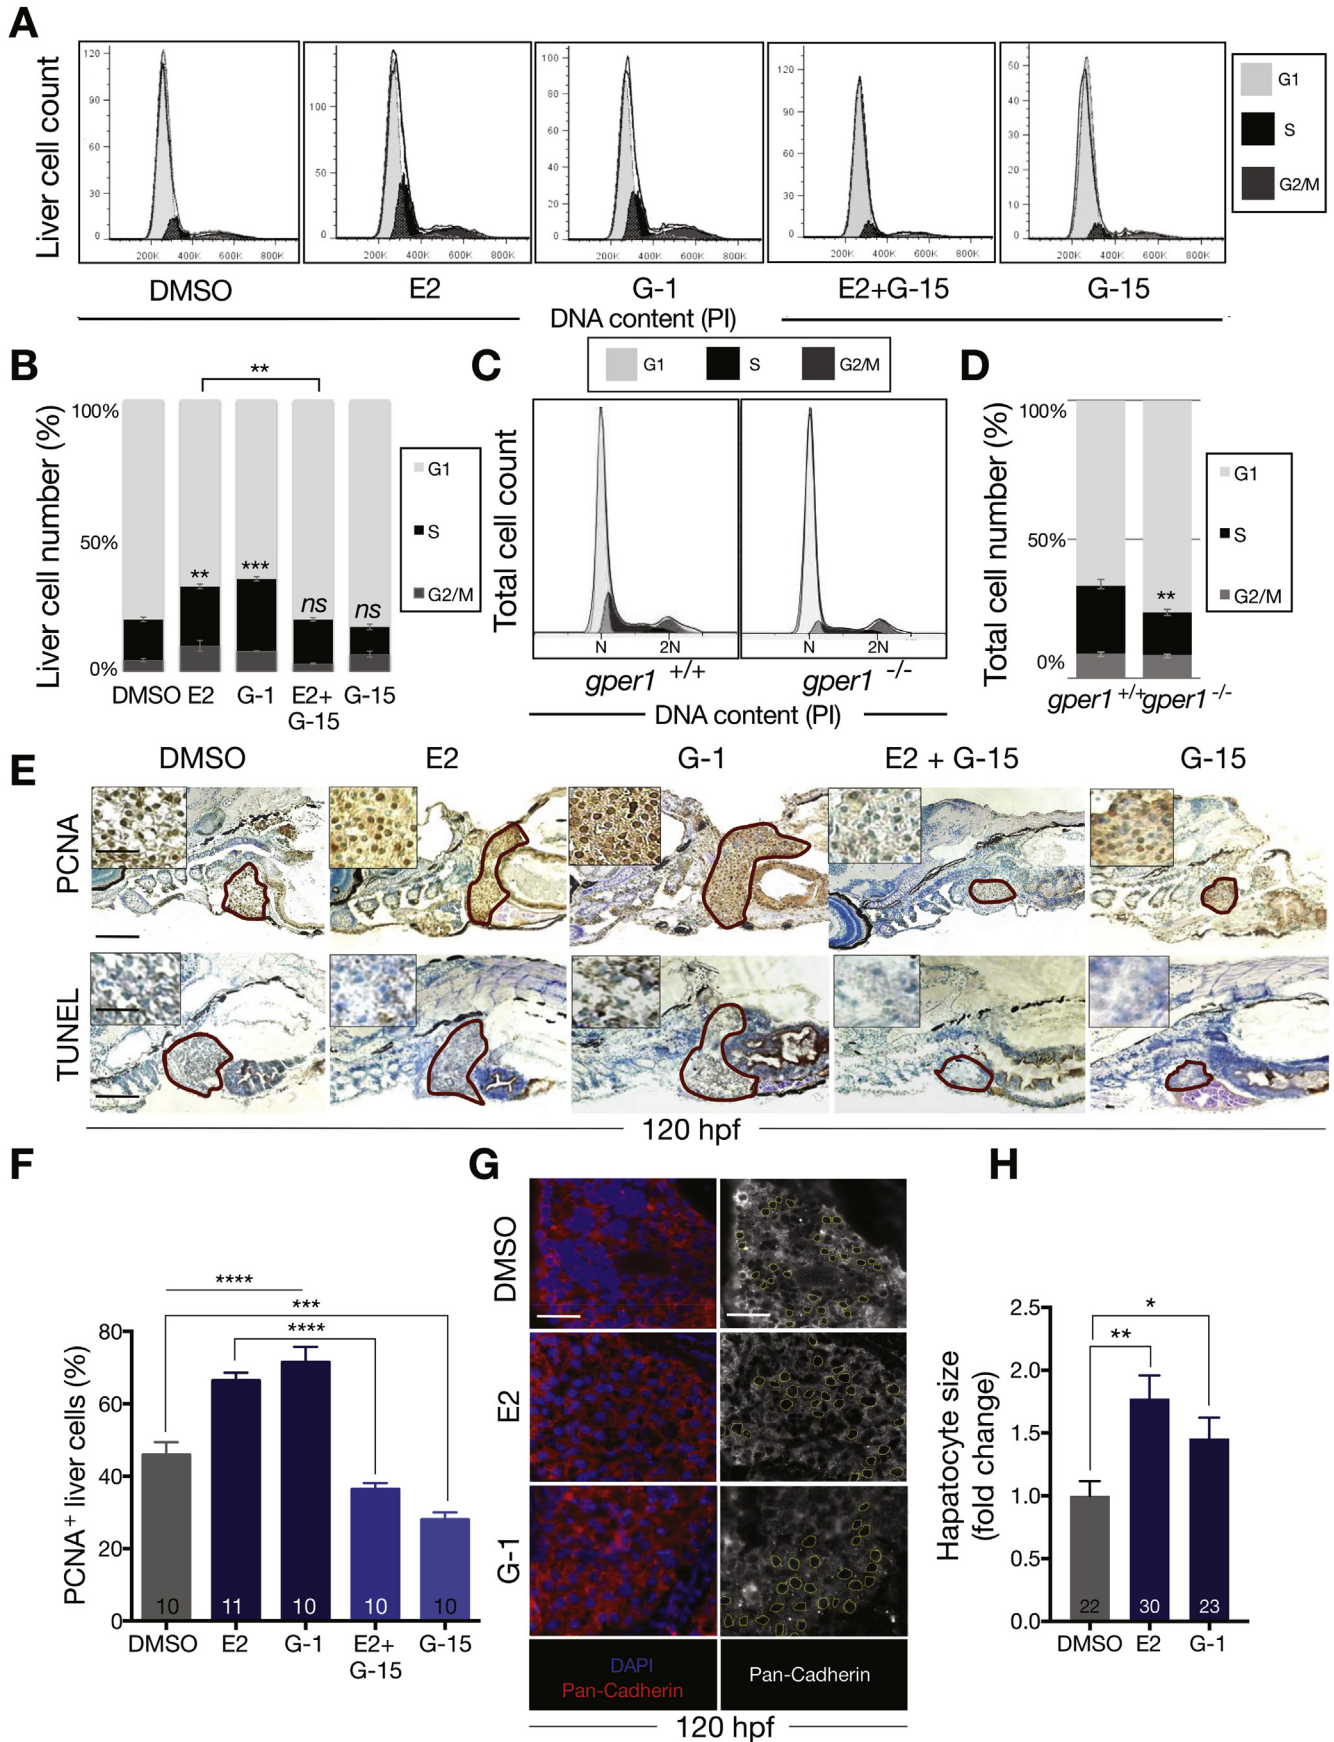 A
Liver cell count
120
90
60
30
0
200K 400K 600K 800K
100
50
0
200K 400K 600K 800K
100
80
60
40
20
0
200K 400K 600K 800K
120
90
60
30
0
200K 400K 600K 800K
50
40
30
20
10
0
200K 400K 600K 800K
G1
S
G2/M
DMSO E2 G-1 E2+G-15 G-15
DNA content (PI)
B
Liver cell number (%)
100%
50%
0%
**
** *** ns ns
DMSO E2 G-1 E2+ G-15
G-15
G1
S
G2/M
C
G1 S G2/M
Total cell count
N 2N N 2N
gper1 +/+ gper1 -/-
DNA content (PI)
D
Total cell number (%)
100%
50%
0%
**
gper1 +/+ gper1 -/-
G1
S
G2/M
E
DMSO E2 G-1 E2 + G-15 G-15
PCNA
TUNEL
120 hpf
F
PCNA+ liver cells (%)
80
60
40
20
0
****
***
****
10 11 10 10 10
DMSO E2 G-1 E2+ G-15
G-15
G
DMSO
E2
G-1
DAPI
Pan-Cadherin
Pan-Cadherin
120 hpf
H
Hapatocyte size
(fold change)
2.5
2.0
1.5
1.0
0.5
0.0
*
**
22 30 23
DMSO E2 G-1